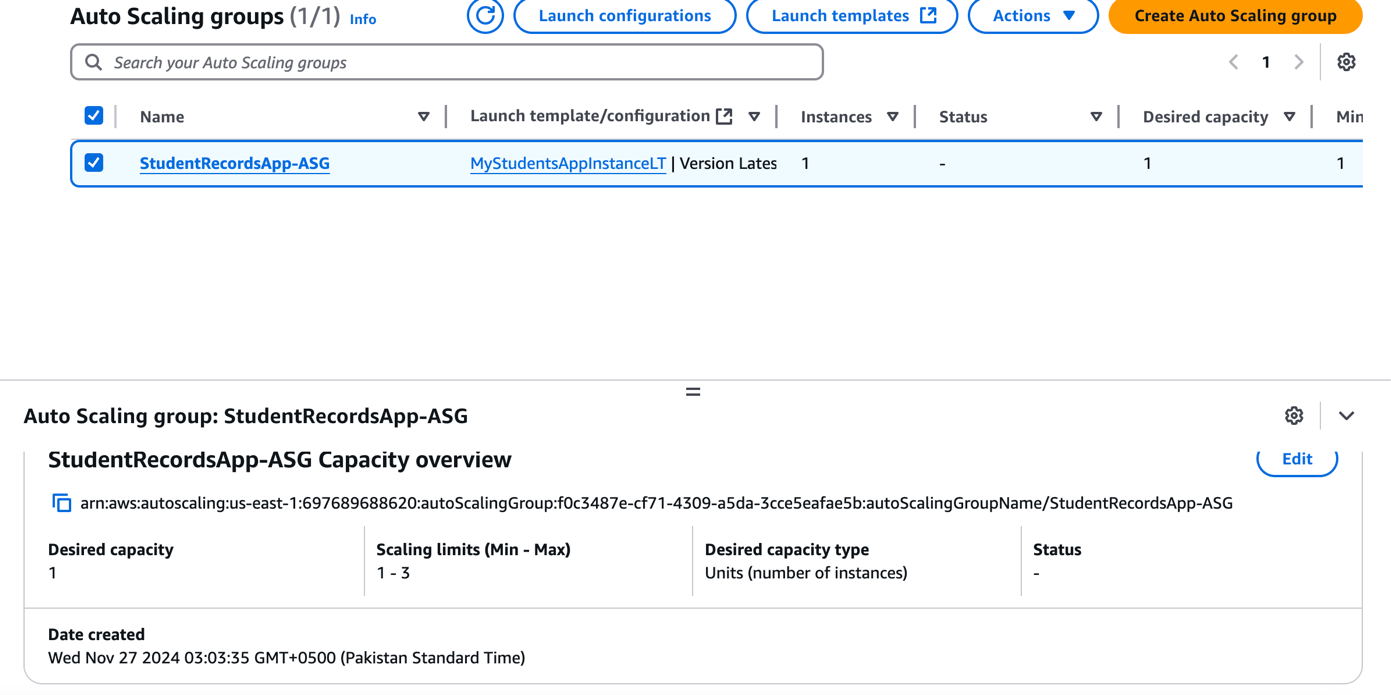 Auto Scaling groups (1/1) Info
Launch configurations
Launch templates
Actions
Create Auto Scaling group
Search your Auto Scaling groups
1
Name Launch template/configuration Instances Status Desired capacity Min
StudentRecordsApp-ASG MyStudentsAppInstanceLT | Version Lates 1 - 1 1
Auto Scaling group: StudentRecordsApp-ASG
StudentRecordsApp-ASG Capacity overview
Edit
arn:aws:autoscaling:us-east-1:697689688620:autoScalingGroup:f0c3487e-cf71-4309-a5da-3cce5eafae5b:autoScalingGroupName/StudentRecordsApp-ASG
Desired capacity
1
Scaling limits (Min - Max)
1 - 3
Desired capacity type
Units (number of instances)
Status
-
Date created
Wed Nov 27 2024 03:03:35 GMT+0500 (Pakistan Standard Time)